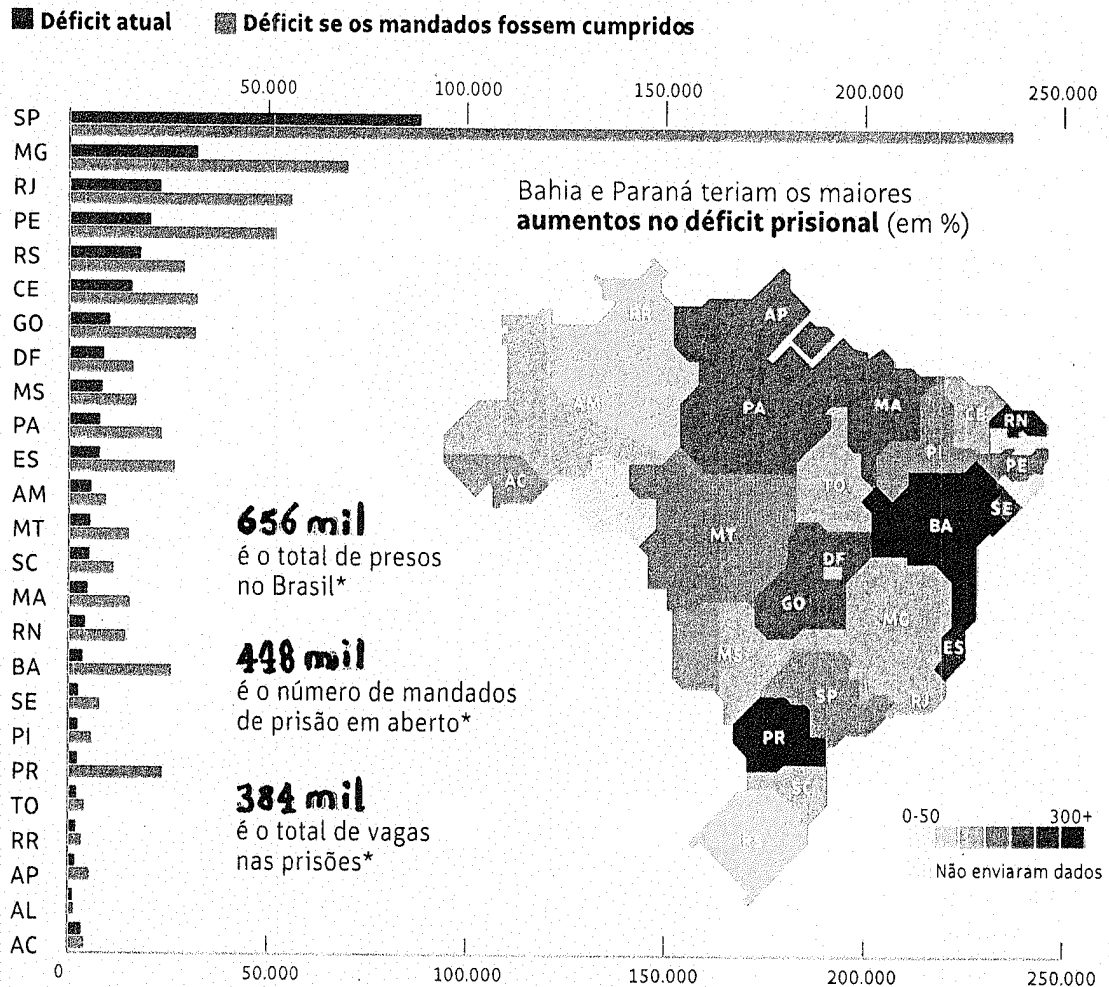 Déficit atual
Déficit se os mandados fossem cumpridos
50.000 100.000 150.000 200.000 250.000
SP
MG
RJ
PE
RS
CE
GO
DF
MS
PA
ES
AM
MT
SC
MA
RN
BA
SE
PI
PR
TO
RR
AP
AL
AC
0 50.000 100.000 150.000 200.000 250.000
Bahia e Paraná teriam os maiores
aumentos no déficit prisional (em %)
RR
AP
AM
PA
MA
CE
RN
PI
PE
AC
TO
SE
BA
MT
DF
GO
MG
ES
MS
SP
RJ
PR
SC
RS
656 mil
é o total de presos
no Brasil*
448 mil
é o número de mandados
de prisão em aberto*
384 mil
é o total de vagas
nas prisões*
0-50 300+
Não enviaram dados